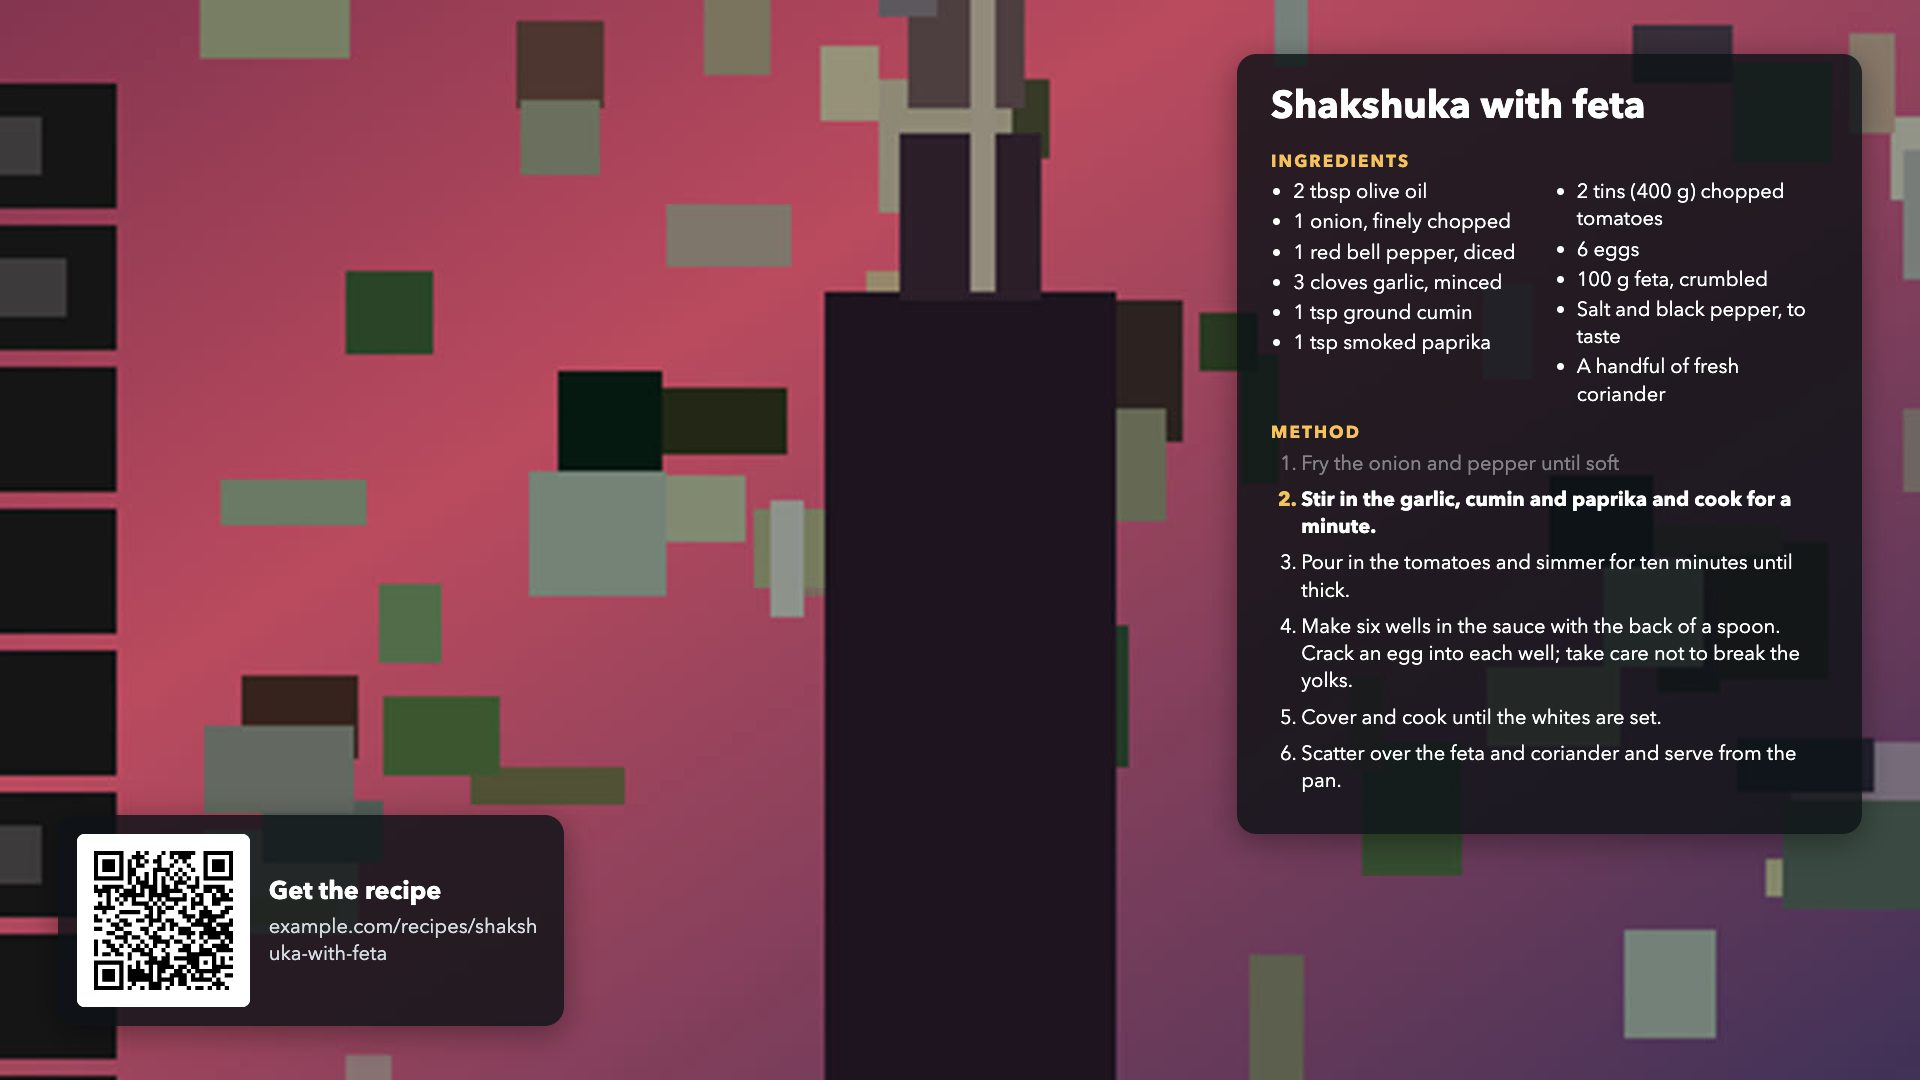 Shakshuka with feta
INGREDIENTS
• 2 tbsp olive oil
• 1 onion, finely chopped
• 1 red bell pepper, diced
• 3 cloves garlic, minced
• 1 tsp ground cumin
• 1 tsp smoked paprika
• 2 tins (400 g) chopped
tomatoes
• 6 eggs
• 100 g feta, crumbled
• Salt and black pepper, to
taste
• A handful of fresh
coriander
METHOD
1. Fry the onion and pepper until soft
2. Stir in the garlic, cumin and paprika and cook for a
minute.
3. Pour in the tomatoes and simmer for ten minutes until
thick.
4. Make six wells in the sauce with the back of a spoon.
Crack an egg into each well; take care not to break the
yolks.
5. Cover and cook until the whites are set.
6. Scatter over the feta and coriander and serve from the
pan.
Get the recipe
example.com/recipes/shaksh
uka-with-feta